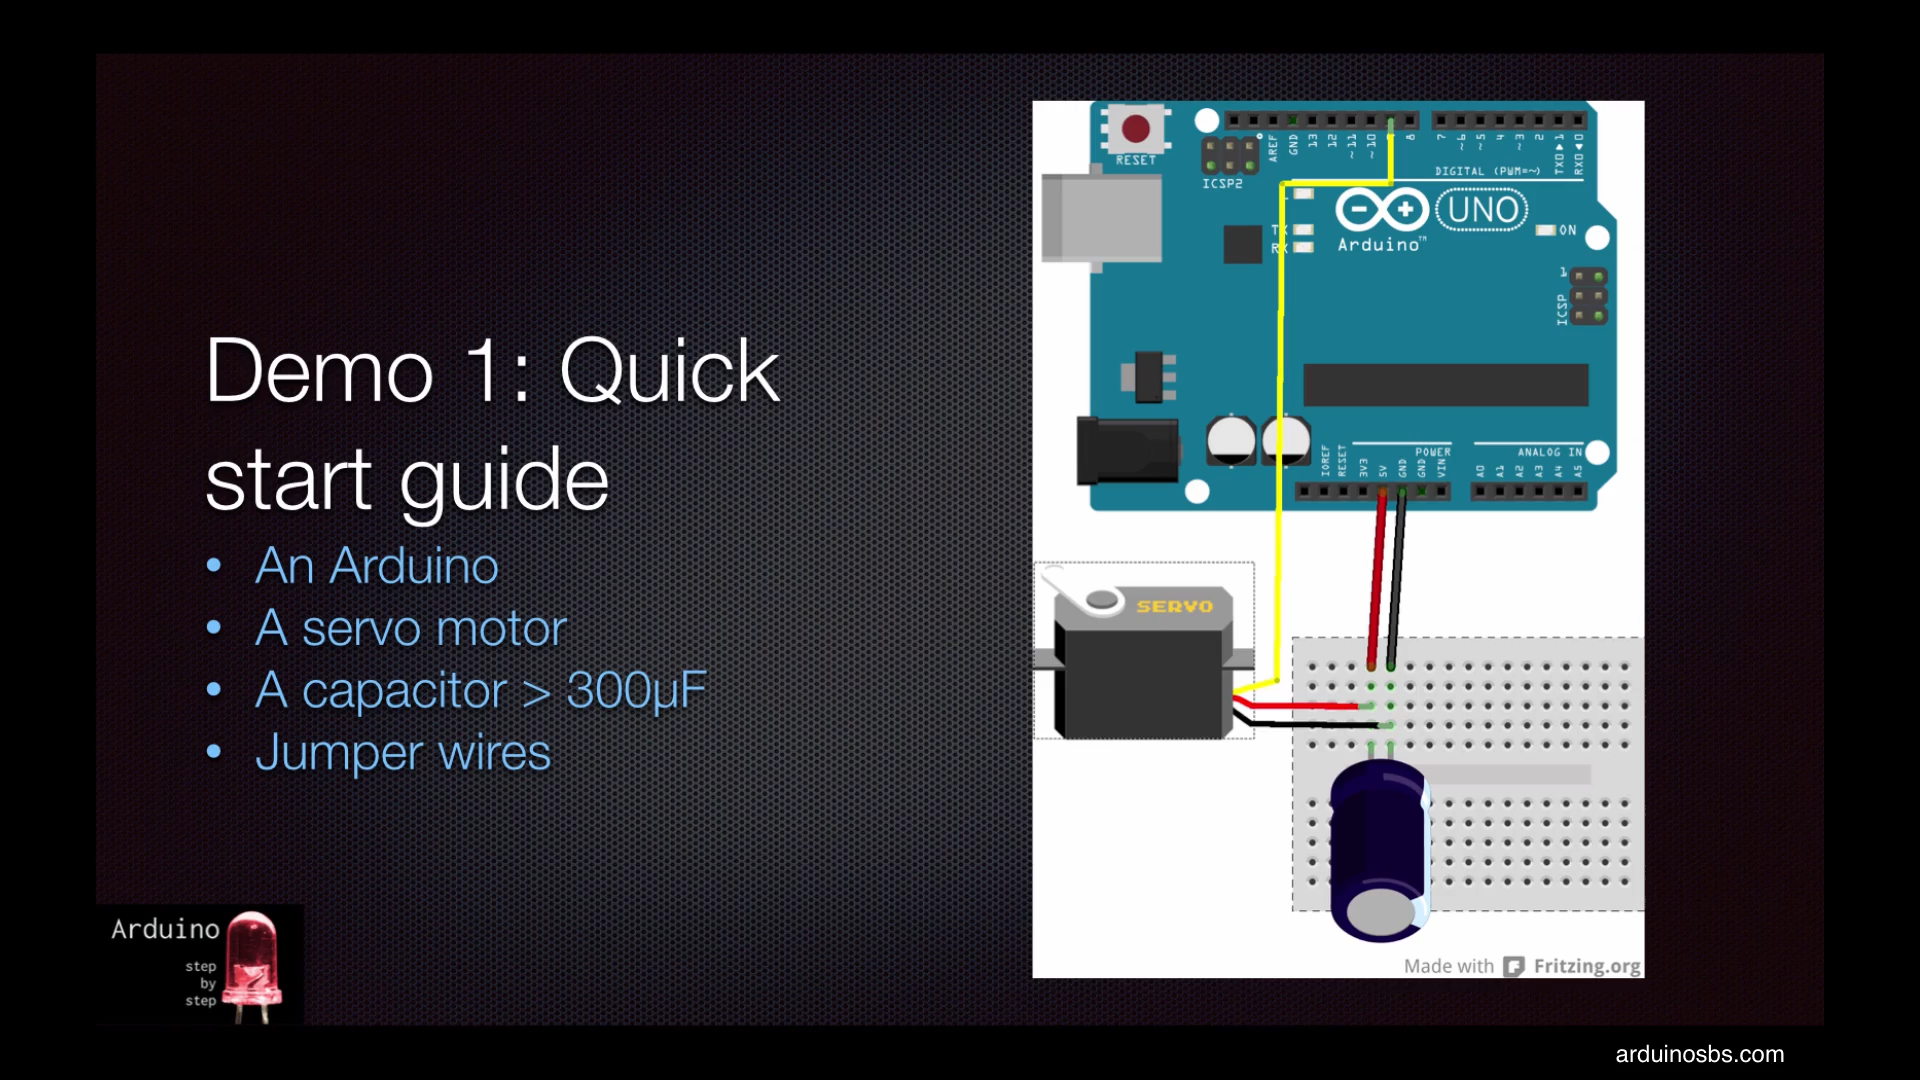 Demo 1: Quick
start guide
• An Arduino
• A servo motor
• A capacitor > 300µF
• Jumper wires
RESET
ICSP2
AREF
GND
13
12
~11
~10
8
7
~6
~5
4
~3
2
TXD▶1
RXD◀0
DIGITAL (PWM=~)
UNO
Arduino™
ON
1
ICSP
IOREF
RESET
3V3
5V
GND
GND
VIN
POWER
ANALOG IN
A0
A1
A2
A3
A4
A5
SERVO
Made with Fritzing.org
Arduino
step
by
step
arduinosbs.com